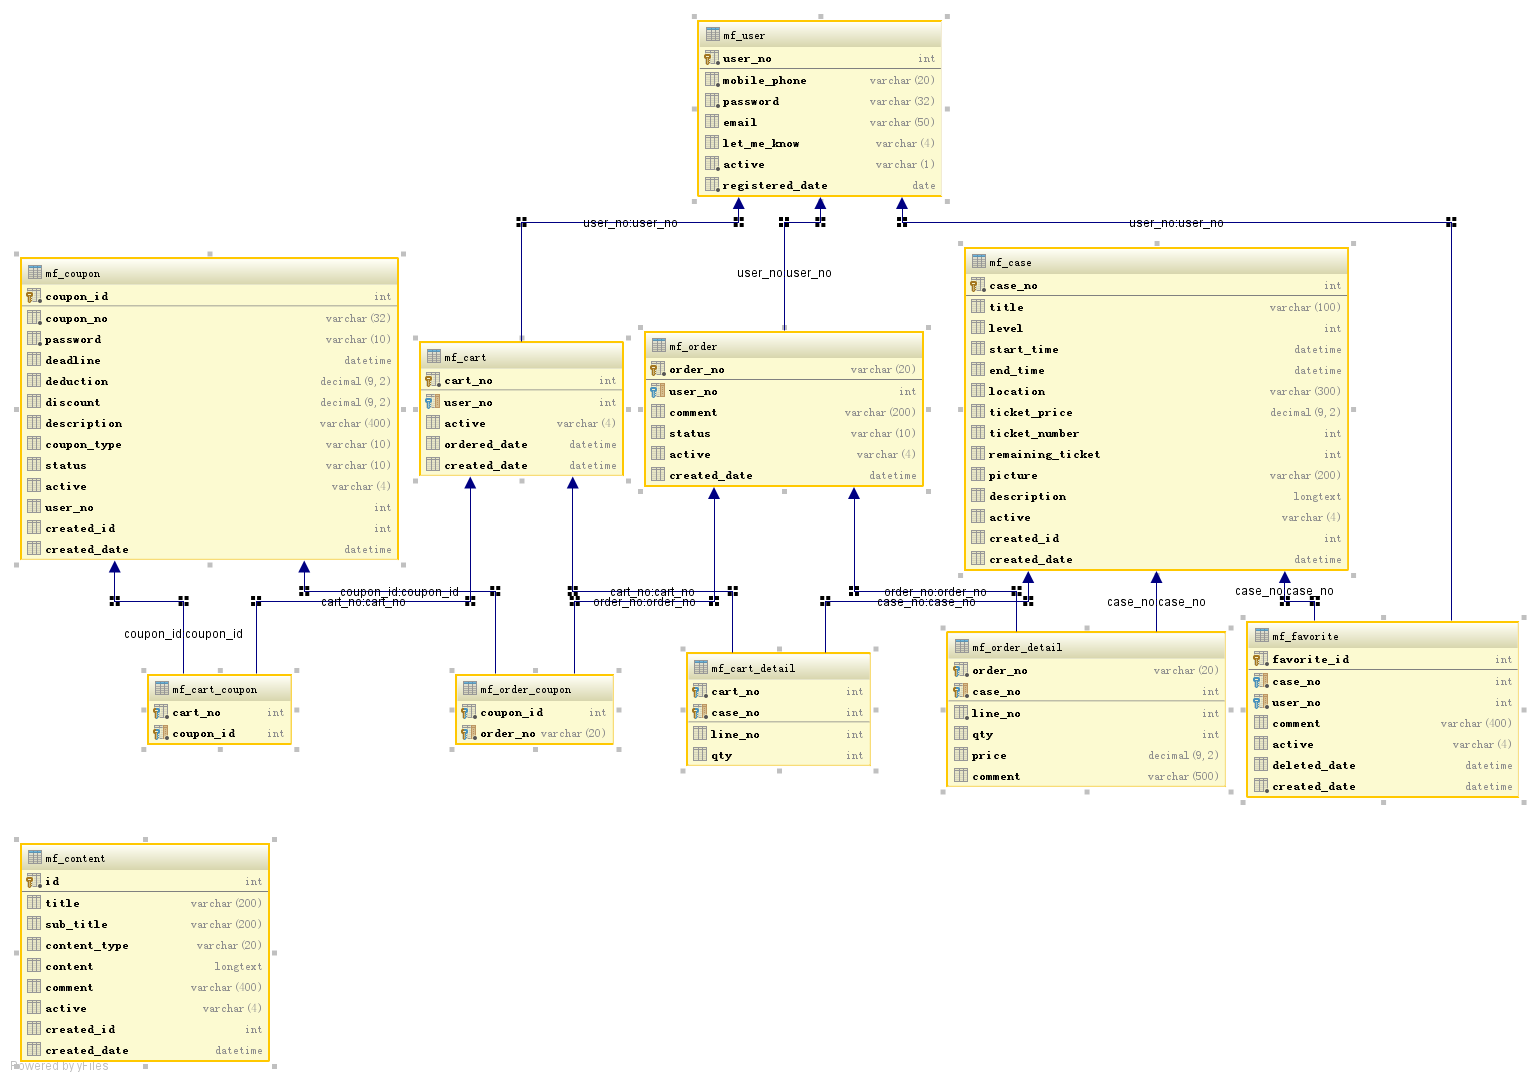 mf_user
user_no int
mobile_phone varchar(20)
password varchar(32)
email varchar(50)
let_me_know varchar(4)
active varchar(1)
registered_date date
user_no:user_no
user_no:user_no
user_no:user_no
mf_coupon
coupon_id int
coupon_no varchar(32)
password varchar(10)
deadline datetime
deduction decimal(9,2)
discount decimal(9,2)
description varchar(400)
coupon_type varchar(10)
status varchar(10)
active varchar(4)
user_no int
created_id int
created_date datetime
mf_cart
cart_no int
user_no int
active varchar(4)
ordered_date datetime
created_date datetime
mf_order
order_no varchar(20)
user_no int
comment varchar(200)
status varchar(10)
active varchar(4)
created_date datetime
mf_case
case_no int
title varchar(100)
level int
start_time datetime
end_time datetime
location varchar(300)
ticket_price decimal(9,2)
ticket_number int
remaining_ticket int
picture varchar(200)
description longtext
active varchar(4)
created_id int
created_date datetime
coupon_id:coupon_id
cart_no:cart_no
cart_no:cart_no
order_no:order_no
order_no:order_no
case_no:case_no
case_no:case_no
case_no:case_no
coupon_id:coupon_id
mf_cart_coupon
cart_no int
coupon_id int
mf_order_coupon
coupon_id int
order_no varchar(20)
mf_cart_detail
cart_no int
case_no int
line_no int
qty int
mf_order_detail
order_no varchar(20)
case_no int
line_no int
qty int
price decimal(9,2)
comment varchar(500)
mf_favorite
favorite_id int
case_no int
user_no int
comment varchar(400)
active varchar(4)
deleted_date datetime
created_date datetime
mf_content
id int
title varchar(200)
sub_title varchar(200)
content_type varchar(20)
content longtext
comment varchar(400)
active varchar(4)
created_id int
created_date datetime
Powered by yFiles